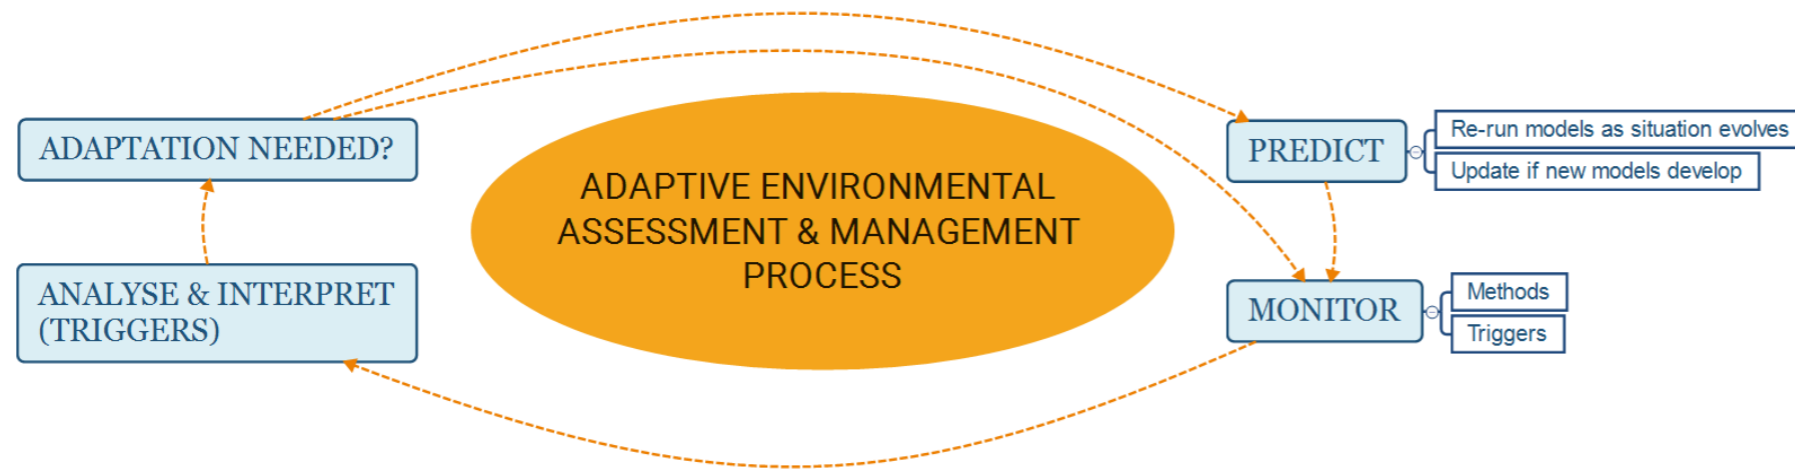 ADAPTATION NEEDED?
ANALYSE & INTERPRET
(TRIGGERS)
ADAPTIVE ENVIRONMENTAL
ASSESSMENT & MANAGEMENT
PROCESS
PREDICT
Re-run models as situation evolves
Update if new models develop
MONITOR
Methods
Triggers